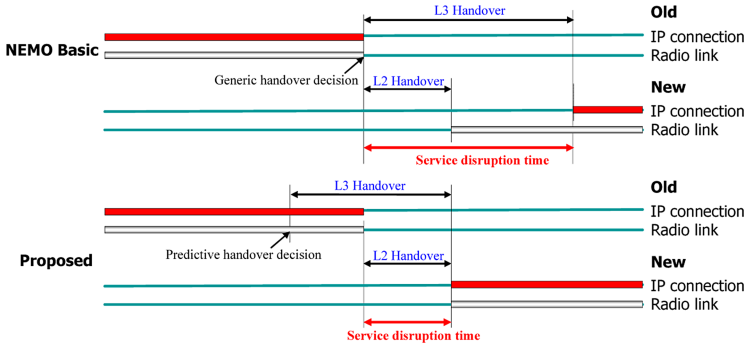 L3 Handover
Old
IP connection
NEMO Basic
Radio link
Generic handover decision
L2 Handover
New
IP connection
Radio link
Service disruption time
L3 Handover
Old
IP connection
Radio link
Predictive handover decision
Proposed
L2 Handover
New
IP connection
Radio link
Service disruption time